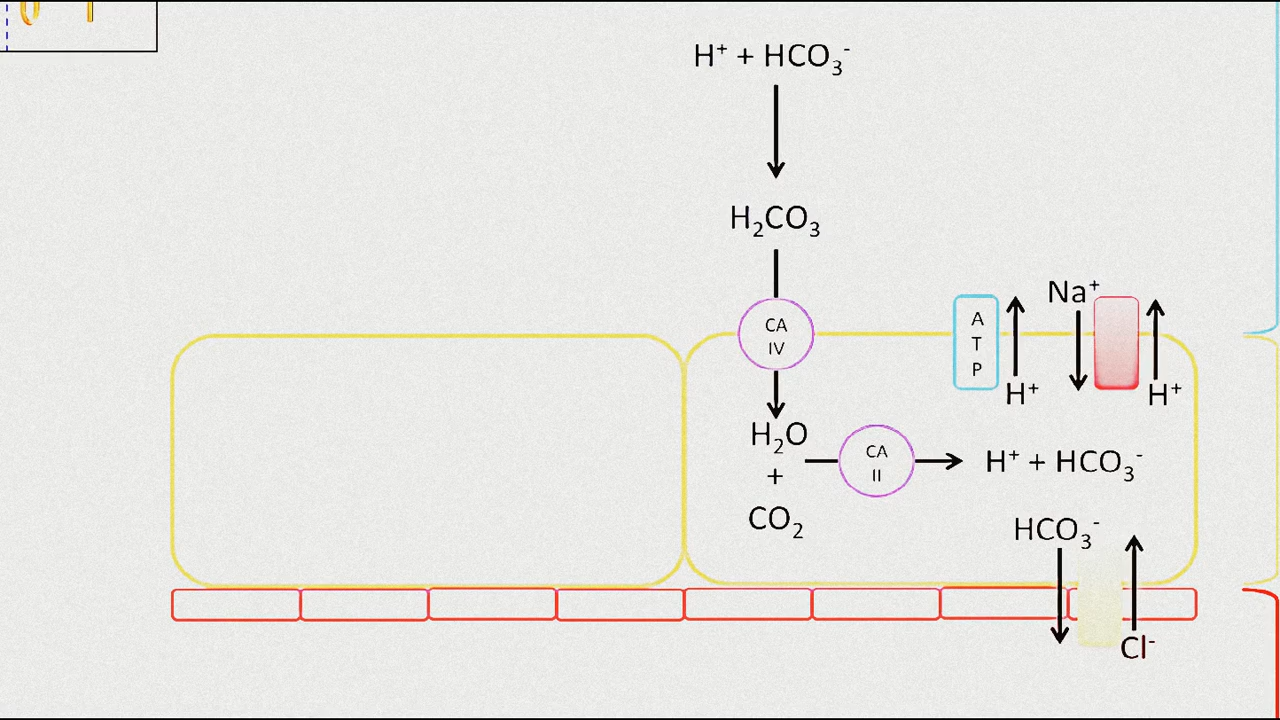 H⁺ + HCO₃⁻
H₂CO₃
CA
IV
A
T
P
H⁺
Na⁺
H⁺
H₂O
+
CO₂
CA
II
H⁺ + HCO₃⁻
HCO₃⁻
Cl⁻